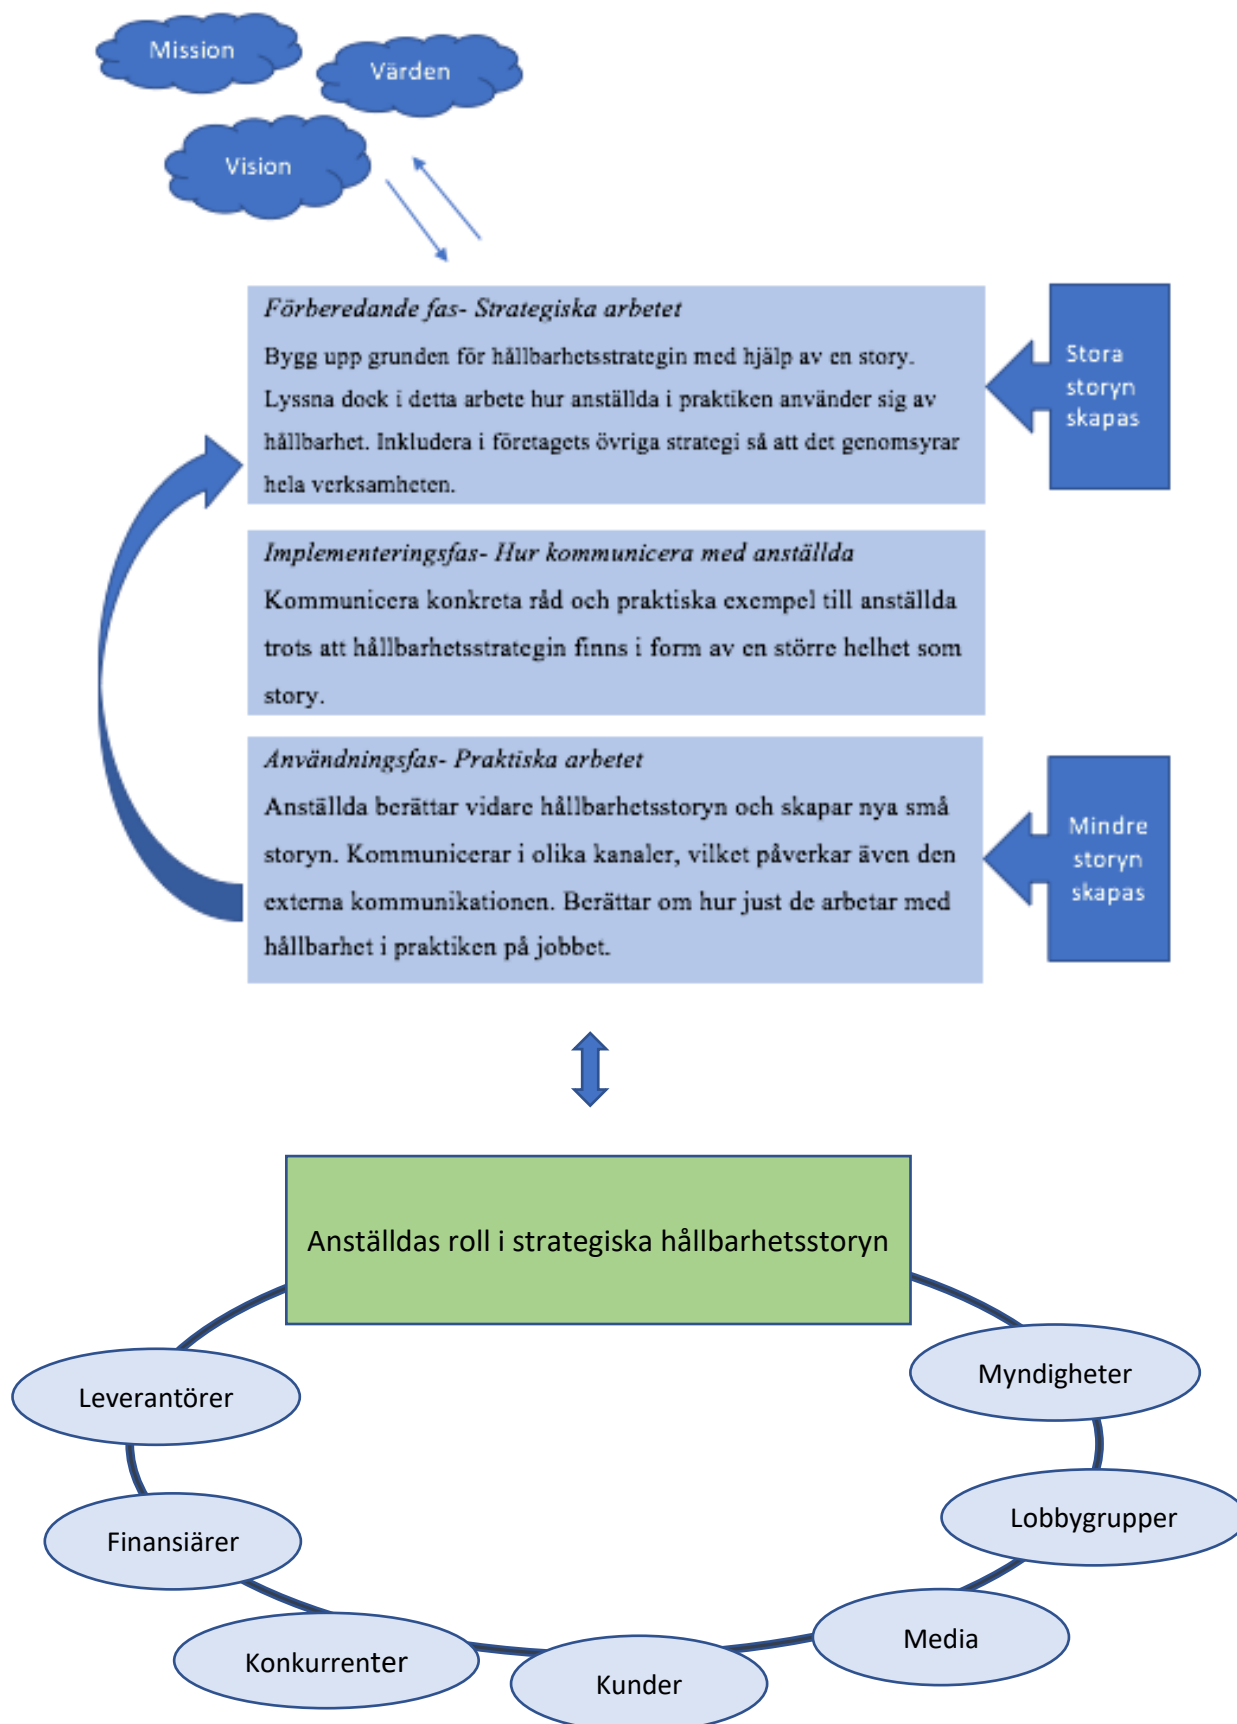 Mission
Värden
Vision
Förberedande fas- Strategiska arbetet
Bygg upp grunden för hållbarhetsstrategin med hjälp av en story.
Lyssna dock i detta arbete hur anställda i praktiken använder sig av
hållbarhet. Inkludera i företagets övriga strategi så att det genomsyrar
hela verksamheten.
Stora
storyn
skapas
Implementeringsfas- Hur kommunicera med anställda
Kommunicera konkreta råd och praktiska exempel till anställda
trots att hållbarhetsstrategin finns i form av en större helhet som
story.
Användningsfas- Praktiska arbetet
Anställda berättar vidare hållbarhetsstoryn och skapar nya små
storyn. Kommunicerar i olika kanaler, vilket påverkar även den
externa kommunikationen. Berättar om hur just de arbetar med
hållbarhet i praktiken på jobbet.
Mindre
storyn
skapas
Anställdas roll i strategiska hållbarhetsstoryn
Leverantörer
Myndigheter
Finansiärer
Lobbygrupper
Konkurrenter
Kunder
Media